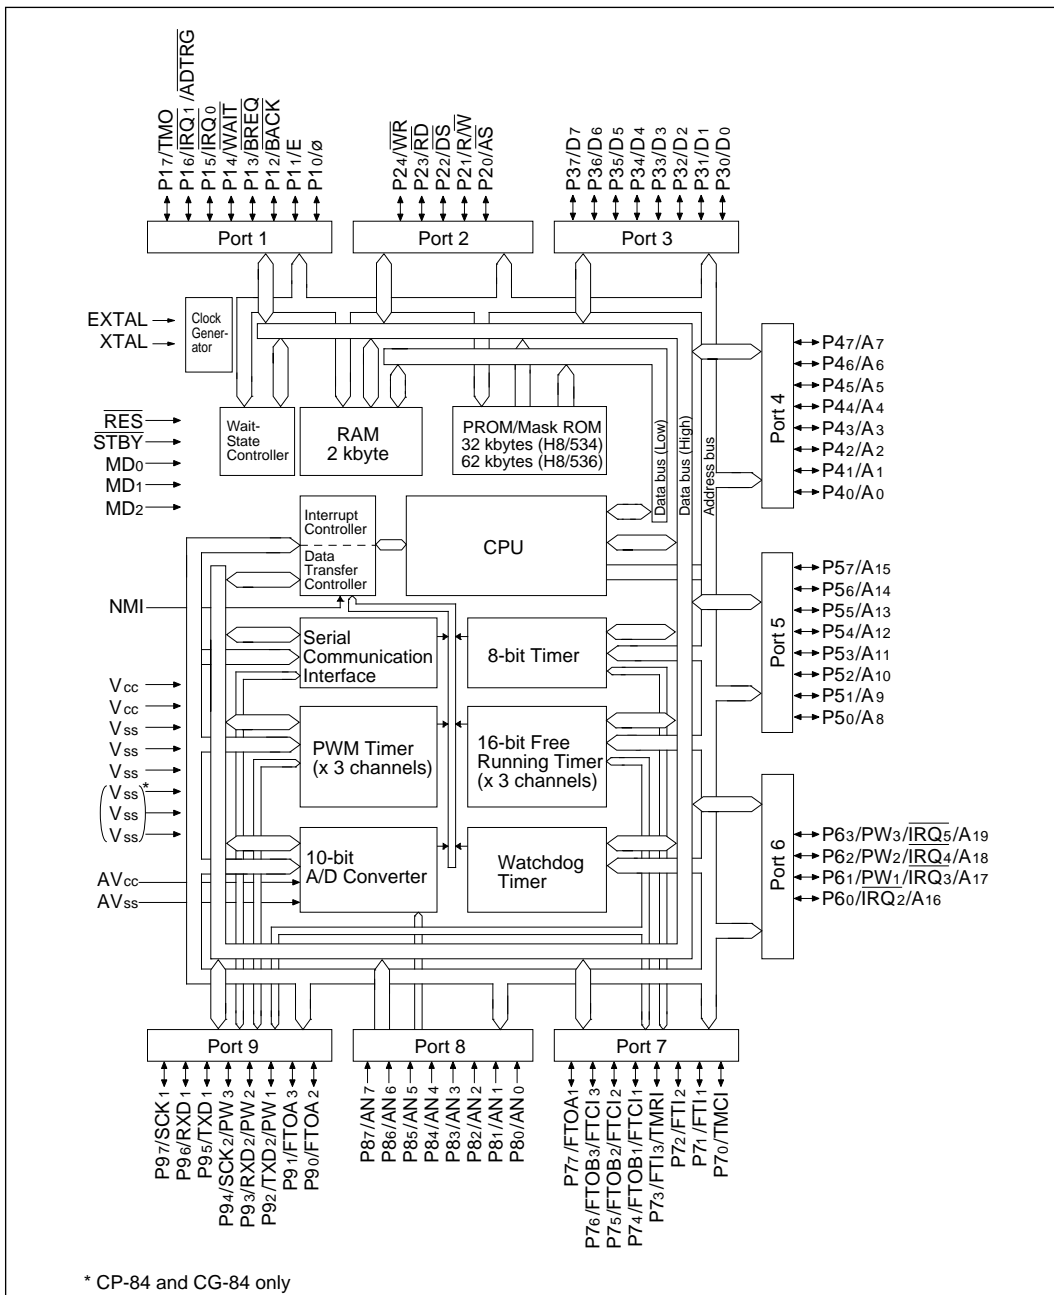 P17/TMO
P16/IRQ1/ADTRG
P15/IRQ0
P14/WAIT
P13/BREQ
P12/BACK
P11/E
P10/ø
P24/WR
P23/RD
P22/DS
P21/R/W
P20/AS
P37/D7
P36/D6
P35/D5
P34/D4
P33/D3
P32/D2
P31/D1
P30/D0
Port 1
Port 2
Port 3
EXTAL
XTAL
Clock
Gener-
ator
RES
STBY
MD0
MD1
MD2
Wait-
State
Controller
RAM
2 kbyte
PROM/Mask ROM
32 kbytes (H8/534)
62 kbytes (H8/536)
Data bus (Low)
Data bus (High)
Address bus
Port 4
P47/A7
P46/A6
P45/A5
P44/A4
P43/A3
P42/A2
P41/A1
P40/A0
Interrupt
Controller
Data
Transfer
Controller
CPU
NMI
Port 5
P57/A15
P56/A14
P55/A13
P54/A12
P53/A11
P52/A10
P51/A9
P50/A8
Serial
Communication
Interface
8-bit Timer
Vcc
Vcc
Vss
Vss
Vss
Vss*
Vss
Vss
PWM Timer
(x 3 channels)
16-bit Free
Running Timer
(x 3 channels)
Port 6
P63/PW3/IRQ5/A19
P62/PW2/IRQ4/A18
P61/PW1/IRQ3/A17
P60/IRQ2/A16
AVcc
AVss
10-bit
A/D Converter
Watchdog
Timer
Port 9
Port 8
Port 7
P97/SCK1
P96/RXD1
P95/TXD1
P94/SCK2/PW3
P93/RXD2/PW2
P92/TXD2/PW1
P91/FTOA3
P90/FTOA2
P87/AN7
P86/AN6
P85/AN5
P84/AN4
P83/AN3
P82/AN2
P81/AN1
P80/AN0
P77/FTOA1
P76/FTOB3/FTCI3
P75/FTOB2/FTCI2
P74/FTOB1/FTCI1
P73/FTI3/TMRI
P72/FTI2
P71/FTI1
P70/TMCI
* CP-84 and CG-84 only